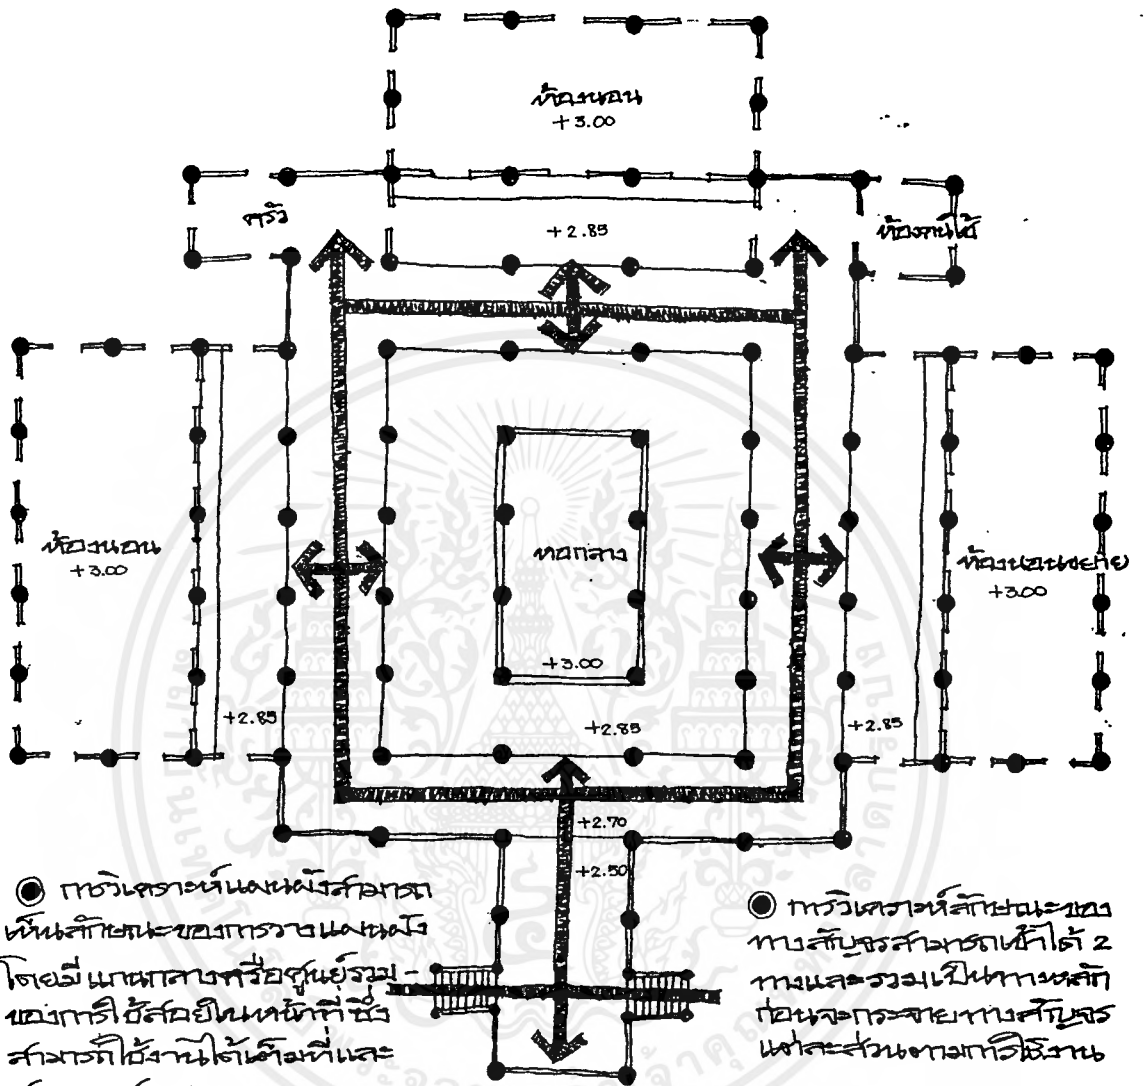 ห้องนอน
+3.00
ครัว
+2.85
ห้องคนใช้
ห้องนอน
+3.00
หอกลาง
ห้องนอนใหญ่
+3.00
+3.00
+2.85
+2.85
+2.85
+2.70
+2.50
การวิเคราะห์แผนผังสามารถ
เห็นลักษณะของการวางแผนผัง
โดยมีแกนกลางหรือศูนย์รวม-
ของการใช้สอยในหน้าที่ซึ่ง
สามารถใช้งานได้เต็มที่และ
การวิเคราะห์ลักษณะของ
ทางสัญจรสามารถเข้าได้ 2
ทางและรวมเป็นทางหลัก
ก่อนจะกระจายทางสัญจร
แต่ละส่วนตามการใช้งาน